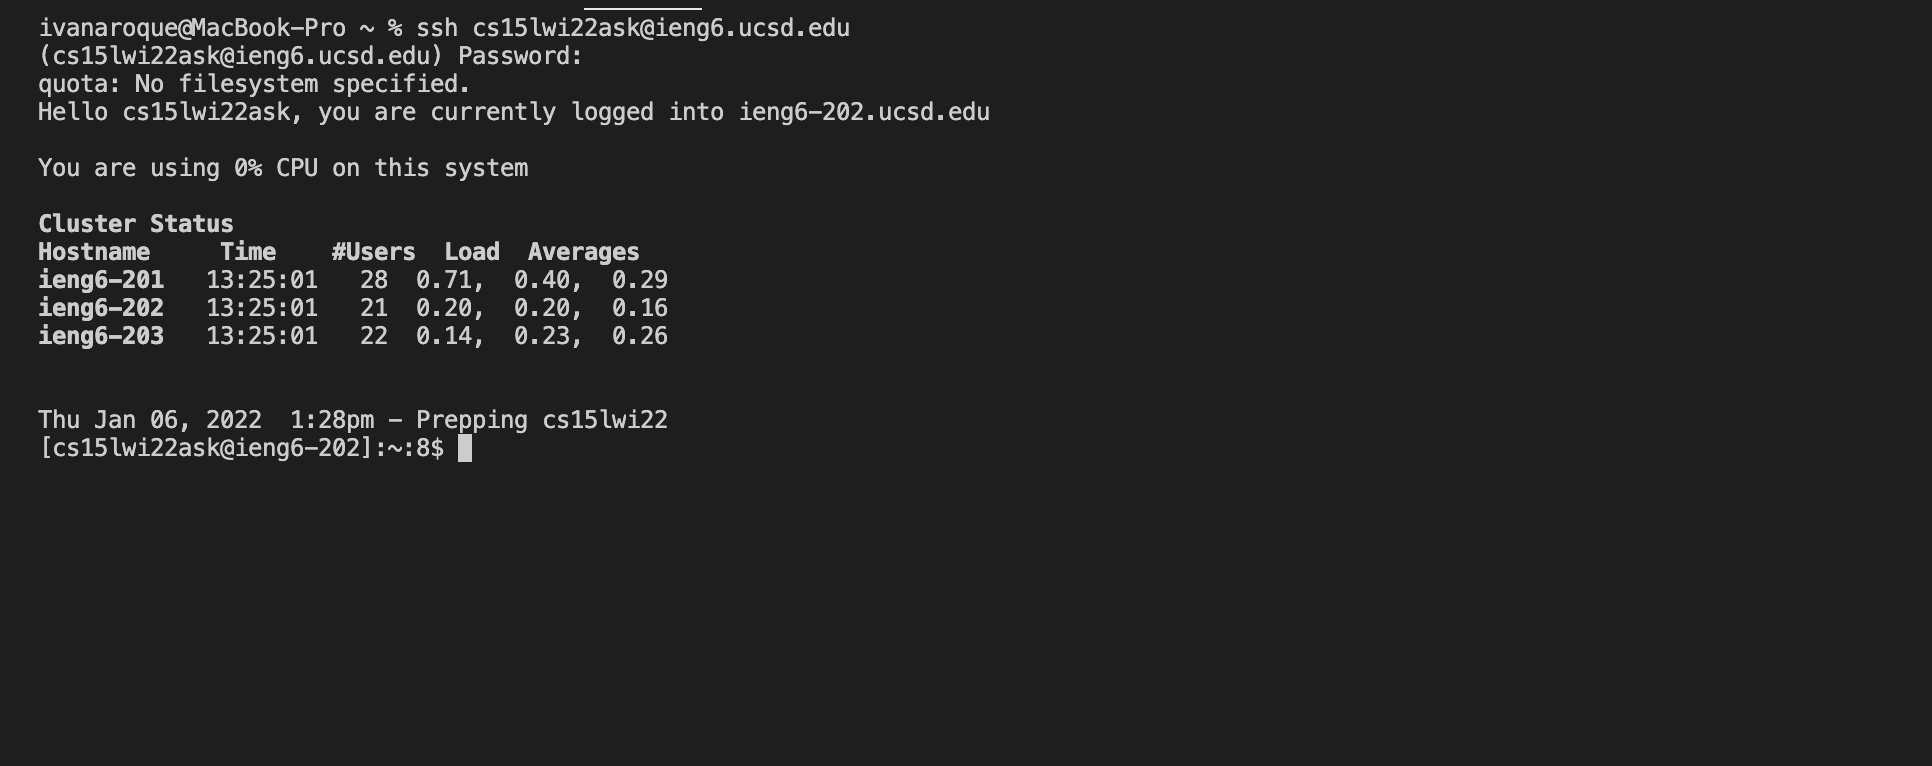 ivanaroque@MacBook-Pro ~ % ssh cs15lwi22ask@ieng6.ucsd.edu
(cs15lwi22ask@ieng6.ucsd.edu) Password:
quota: No filesystem specified.
Hello cs15lwi22ask, you are currently logged into ieng6-202.ucsd.edu
You are using 0% CPU on this system
Cluster Status
Hostname     Time    #Users  Load  Averages
ieng6-201   13:25:01   28  0.71,  0.40,  0.29
ieng6-202   13:25:01   21  0.20,  0.20,  0.16
ieng6-203   13:25:01   22  0.14,  0.23,  0.26
Thu Jan 06, 2022  1:28pm - Prepping cs15lwi22
[cs15lwi22ask@ieng6-202]:~:8$